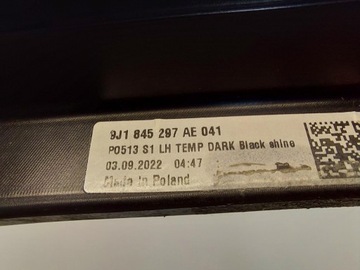 9J1 845 297 AE 041
PO513 S1 LH TEMP DARK Black shine
03.09.2022 04:47
Made in Poland